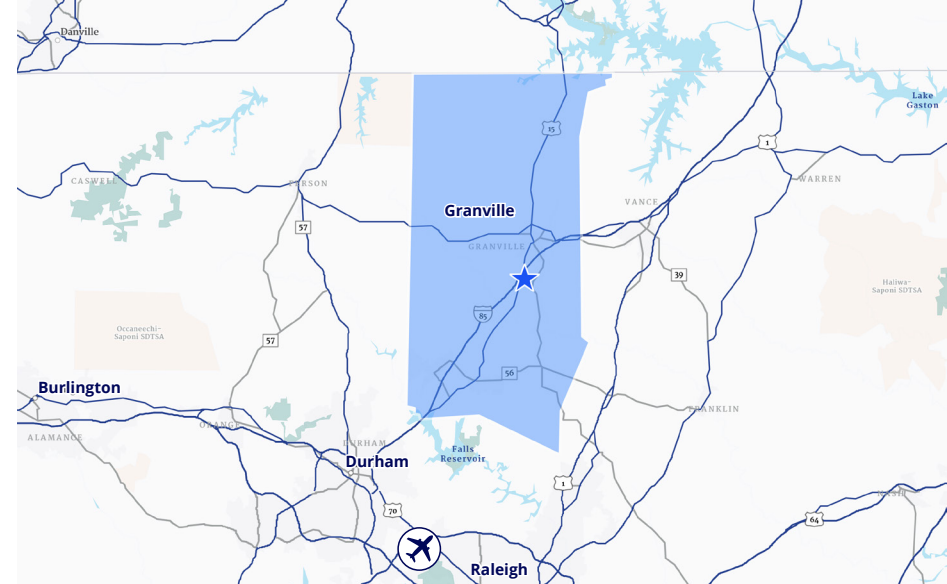 Danville
Lake
Gaston
15
1
CASWELL
PERSON
WARREN
VANCE
Granville
57
GRANVILLE
39
Haliwa-
Saponi SDTSA
85
Occaneechi-
Saponi SDTSA
57
56
Burlington
FRANKLIN
ORANGE
ALAMANCE
DURHAM
Falls
Reservoir
Durham
1
NASH
70
64
Raleigh